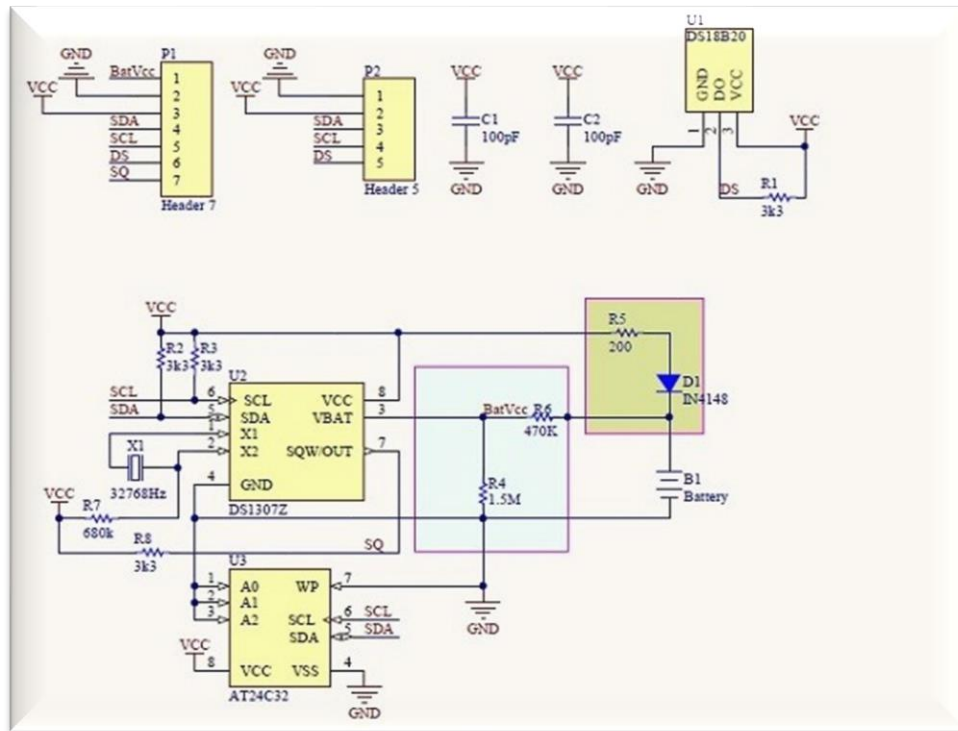 U1
DS18B20
GND
DO
VCC
1
2
3
VCC
GND
DS
R1
3k3
P1
GND
BatVcc
VCC
SDA
SCL
DS
SQ
1
2
3
4
5
6
7
Header 7
P2
GND
VCC
SDA
SCL
DS
1
2
3
4
5
Header 5
VCC
C1
100pF
GND
VCC
C2
100pF
GND
VCC
R2
3k3
R3
3k3
SCL
SDA
U2
6 SCL
5 SDA
1 X1
2 X2
4 GND
VCC 8
VBAT 3
SQW/OUT 7
DS1307Z
X1
32768Hz
VCC
R7
680k
R8
3k3
SQ
BatVcc
R6
470K
R4
1.5M
R5
200
D1
IN4148
B1
Battery
GND
U3
1 A0
2 A1
3 A2
8 VCC
WP 7
SCL 6 SCL
SDA 5 SDA
VSS 4
VCC
AT24C32
GND